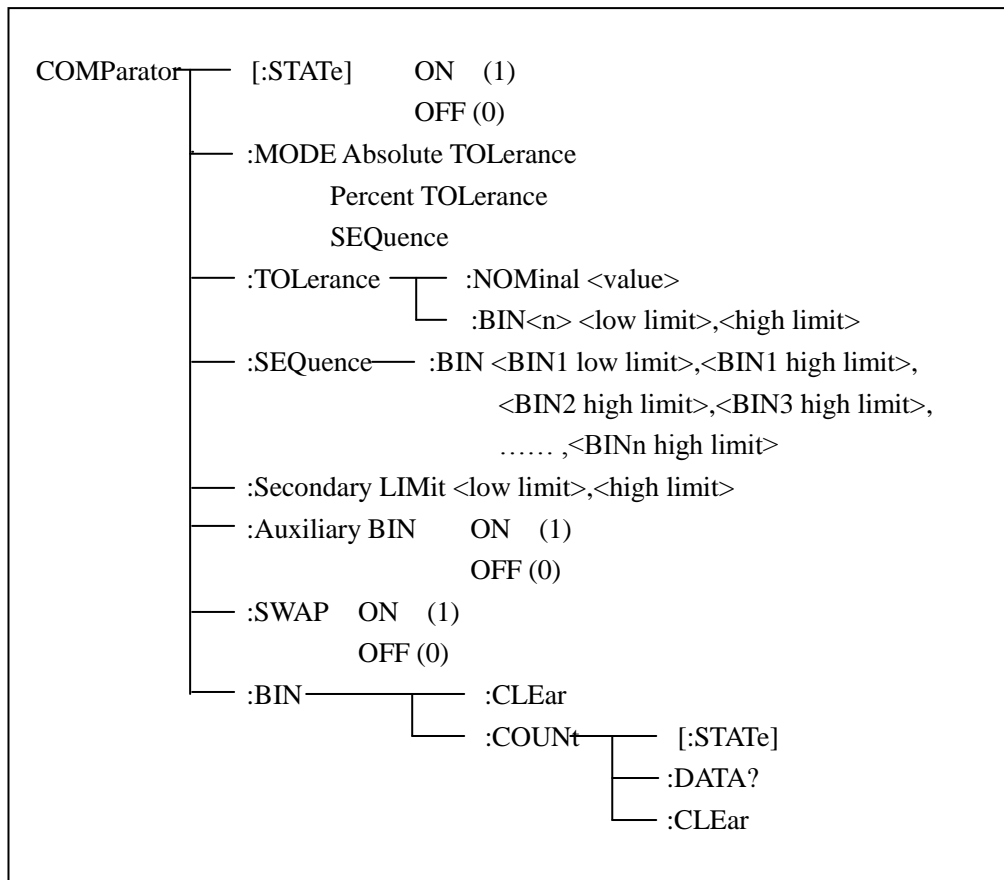 COMParator [:STATe] ON (1)
OFF (0)
:MODE Absolute TOLerance
Percent TOLerance
SEQuence
:TOLerance :NOMinal <value>
:BIN<n> <low limit>,<high limit>
:SEQuence :BIN <BIN1 low limit>,<BIN1 high limit>,
<BIN2 high limit>,<BIN3 high limit>,
…… ,<BINn high limit>
:Secondary LIMit <low limit>,<high limit>
:Auxiliary BIN ON (1)
OFF (0)
:SWAP ON (1)
OFF (0)
:BIN :CLEar
:COUNt [:STATe]
:DATA?
:CLEar